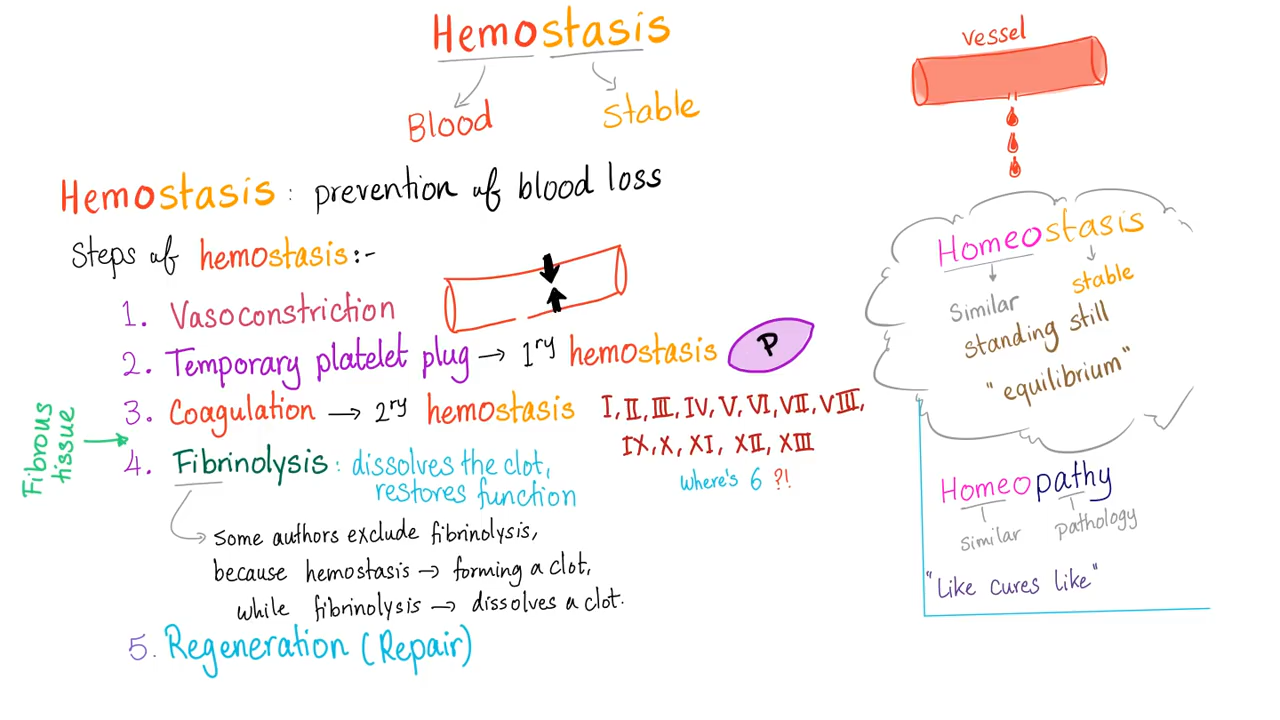 Hemostasis
Blood
Stable
Hemostasis : prevention of blood loss
Steps of hemostasis:-
1. Vasoconstriction
2. Temporary platelet plug → 1ry hemostasis
P
3. Coagulation → 2ry hemostasis
I, II, III, IV, V, VI, VII, VIII,
IX, X, XI, XII, XIII
where's 6 ?!
Fibrous
tissue
4. Fibrinolysis: dissolves the clot,
restores function
Some authors exclude fibrinolysis,
because hemostasis → forming a clot,
while fibrinolysis → dissolves a clot.
5. Regeneration (Repair)
vessel
Homeostasis
Similar
stable
standing still
"equilibrium"
Homeopathy
Similar
pathology
"Like cures like"